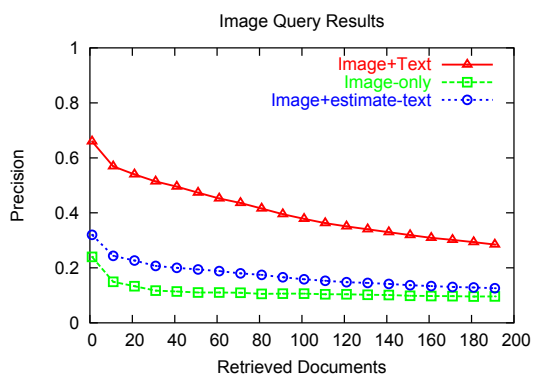 Image Query Results
1
0.8
0.6
0.4
0.2
0
Precision
Image+Text
Image-only
Image+estimate-text
0 20 40 60 80 100 120 140 160 180 200
Retrieved Documents